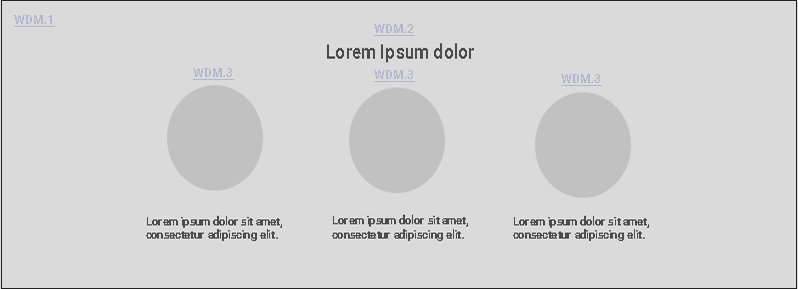 WDM.1
WDM.2
Lorem Ipsum dolor
WDM.3
WDM.3
WDM.3
Lorem ipsum dolor sit amet,
consectetur adipiscing elit.
Lorem ipsum dolor sit amet,
consectetur adipiscing elit.
Lorem ipsum dolor sit amet,
consectetur adipiscing elit.